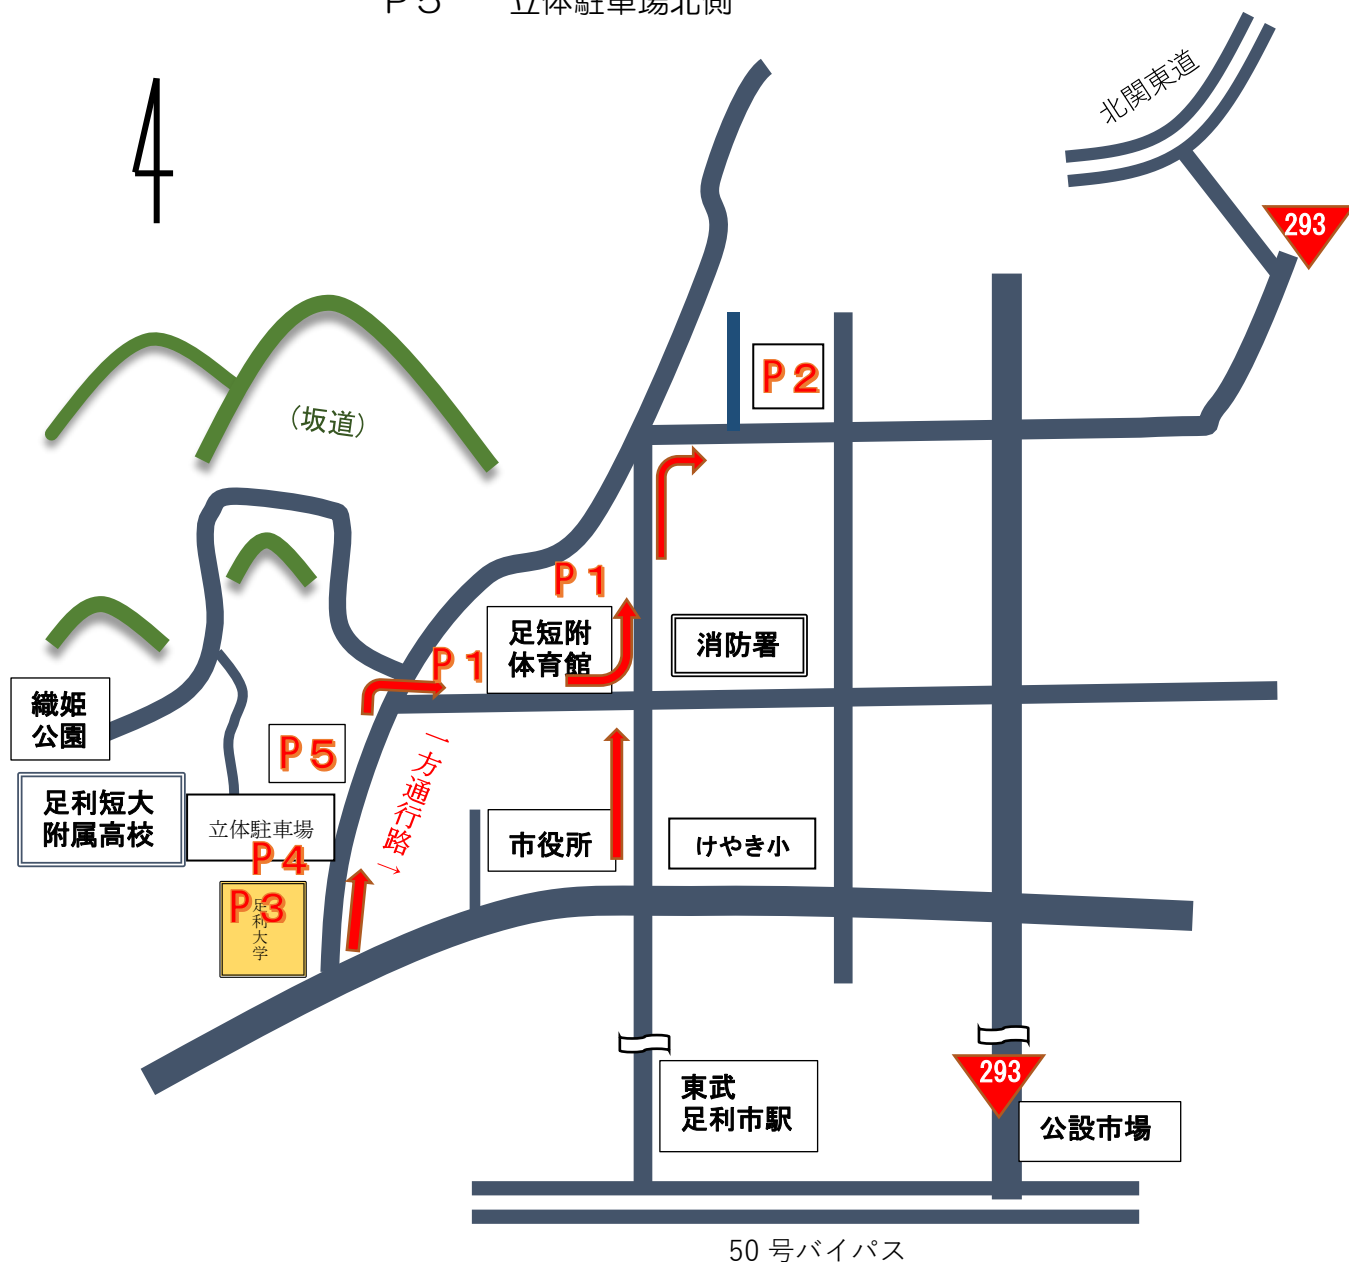 P5 立体駐車場北側
北関東道
293
P2
(坂道)
P1
足短附
体育館
消防署
P1
織姫
公園
P5
一方通行路→
足利短大
附属高校
立体駐車場
P4
市役所
けやき小
P3
足利大学
東武
足利市駅
293
公設市場
50号バイパス